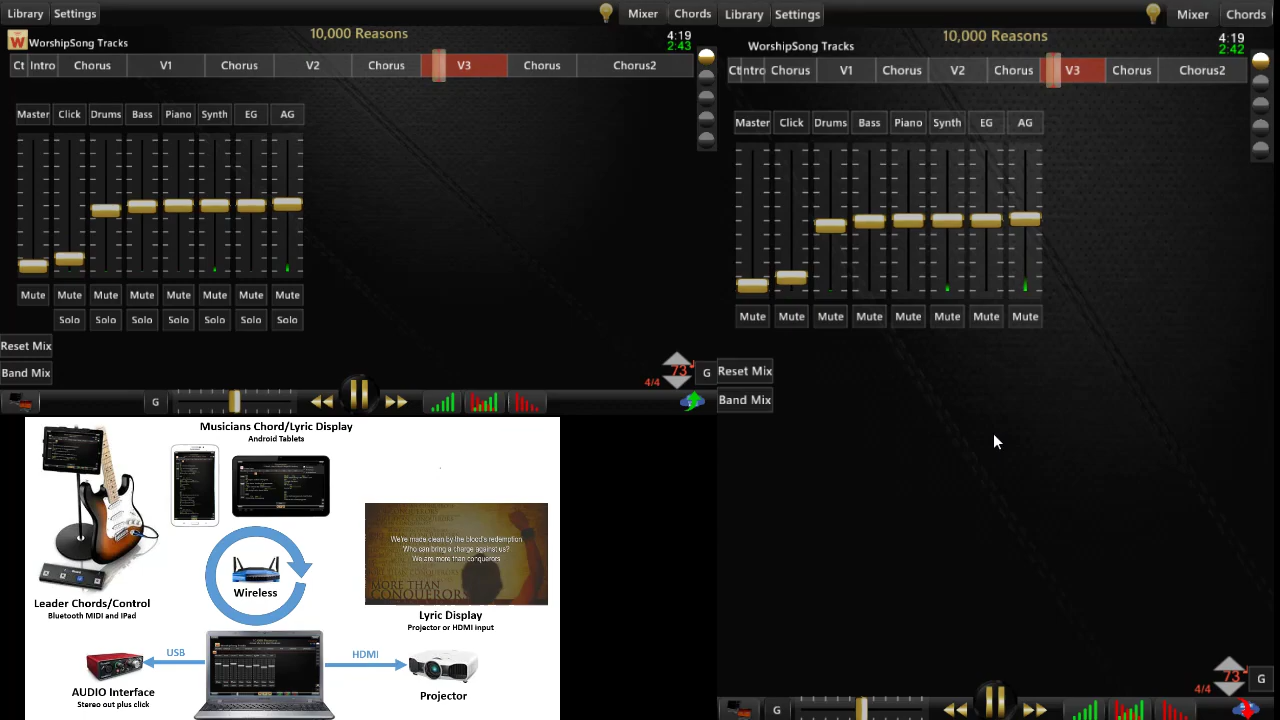 Library Settings Mixer Chords
10,000 Reasons
4:19
2:43
W WorshipSong Tracks
Ct Intro Chorus V1 Chorus V2 Chorus V3 Chorus Chorus2
Master Click Drums Bass Piano Synth EG AG
Mute Mute Mute Mute Mute Mute Mute Mute
Solo Solo Solo Solo Solo Solo Solo
Reset Mix
Band Mix
G
73
4/4
G
Library Settings Mixer Chords
10,000 Reasons
4:19
2:42
WorshipSong Tracks
Ct Intro Chorus V1 Chorus V2 Chorus V3 Chorus Chorus2
Master Click Drums Bass Piano Synth EG AG
Mute Mute Mute Mute Mute Mute Mute Mute
Reset Mix
Band Mix
73
G
4/4
G
Musicians Chord/Lyric Display
Android Tablets
We're made clean by the blood's redemption
Who can bring a charge against us?
We are more than conquerors
MORE THAN
CONQUERORS
Wireless
Leader Chords/Control
Bluetooth MIDI and iPad
Lyric Display
Projector or HDMI input
USB
HDMI
AUDIO Interface
Stereo out plus click
Projector